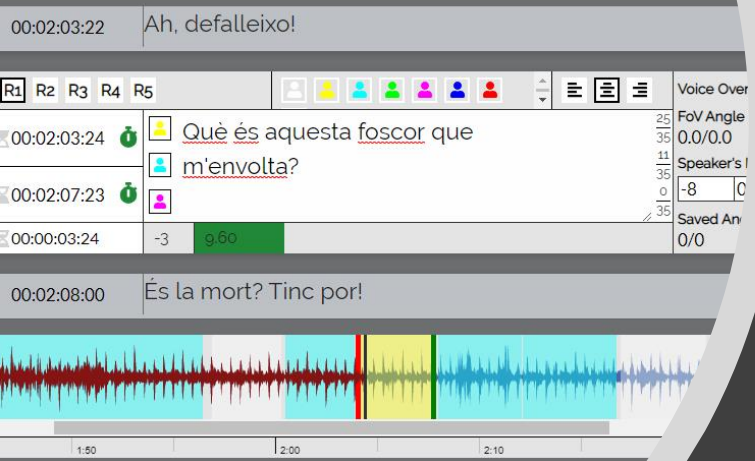 00:02:03:22 Ah, defalleixo!
R1 R2 R3 R4 R5 Voice Over
00:02:03:24 Què és aquesta foscor que 25/35 FoV Angle
0.0/0.0
m'envolta? 11/35 Speaker's
00:02:07:23 0/35 -8 0
Saved
00:00:03:24 -3 9.60 0/0
00:02:08:00 És la mort? Tinc por!
1:50 2:00 2:10